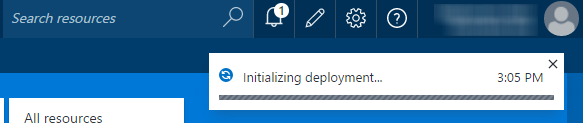 Search resources
1
?
Initializing deployment...
3:05 PM
All resources